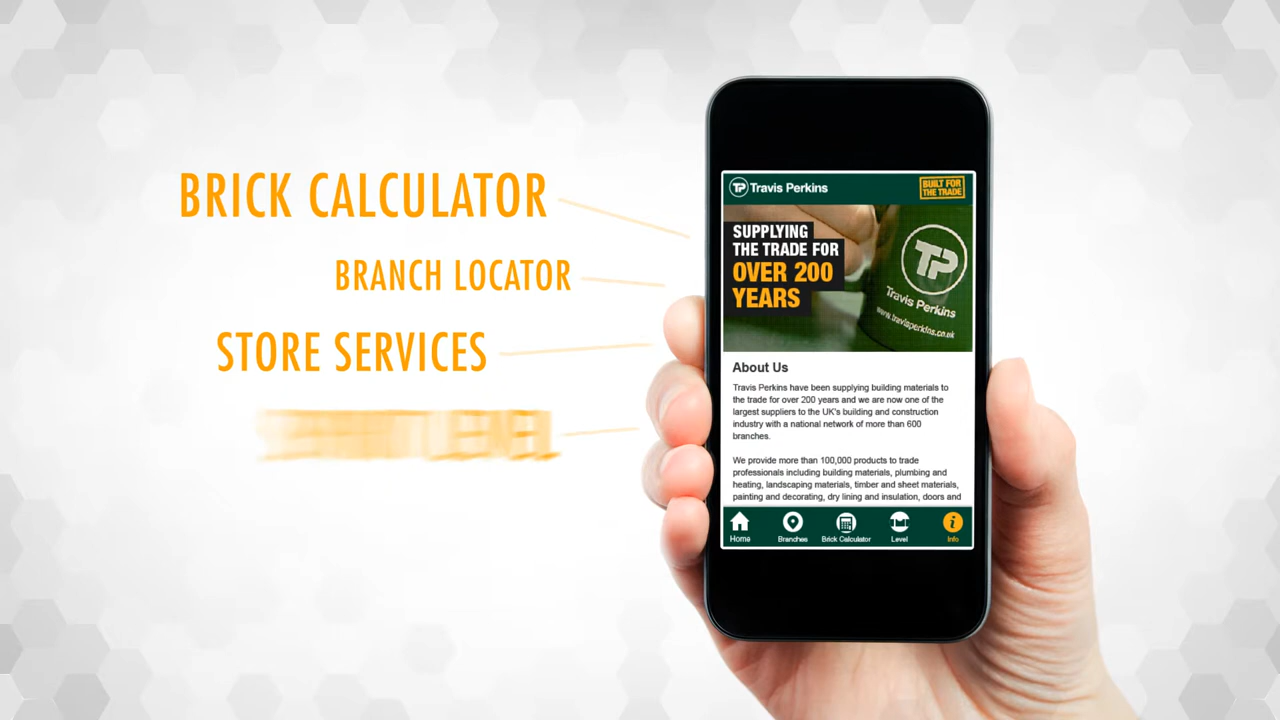 BRICK CALCULATOR
BRANCH LOCATOR
STORE SERVICES
TP Travis Perkins
BUILT FOR
THE TRADE
SUPPLYING
THE TRADE FOR
OVER 200
YEARS
TP
Travis Perkins
www.travisperkins.co.uk
About Us
Travis Perkins have been supplying building materials to
the trade for over 200 years and we are now one of the
largest suppliers to the UK's building and construction
industry with a national network of more than 600
branches.
We provide more than 100,000 products to trade
professionals including building materials, plumbing and
heating, landscaping materials, timber and sheet materials,
painting and decorating, dry lining and insulation, doors and
Home
Branches
Brick Calculator
Level
Info